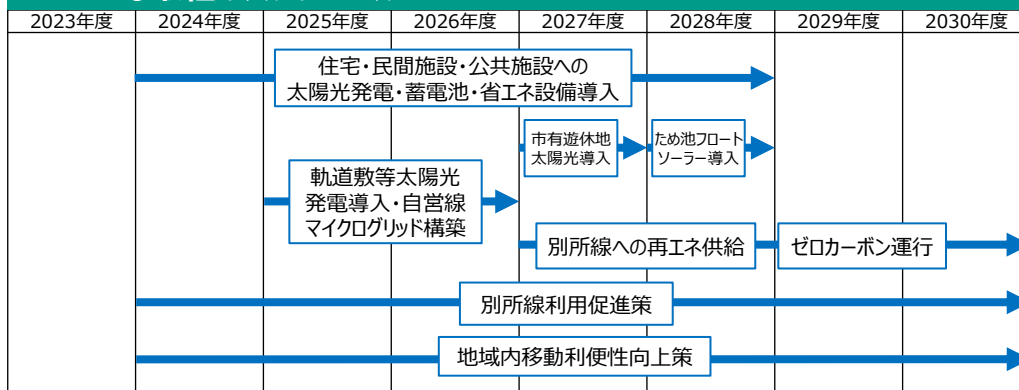 2023年度 2024年度 2025年度 2026年度 2027年度 2028年度 2029年度 2030年度
住宅・民間施設・公共施設への
太陽光発電・蓄電池・省エネ設備導入
市有遊休地
太陽光導入
ため池フロート
ソーラー導入
軌道敷等太陽光
発電導入・自営線
マイクログリッド構築
別所線への再エネ供給
ゼロカーボン運行
別所線利用促進策
地域内移動利便性向上策